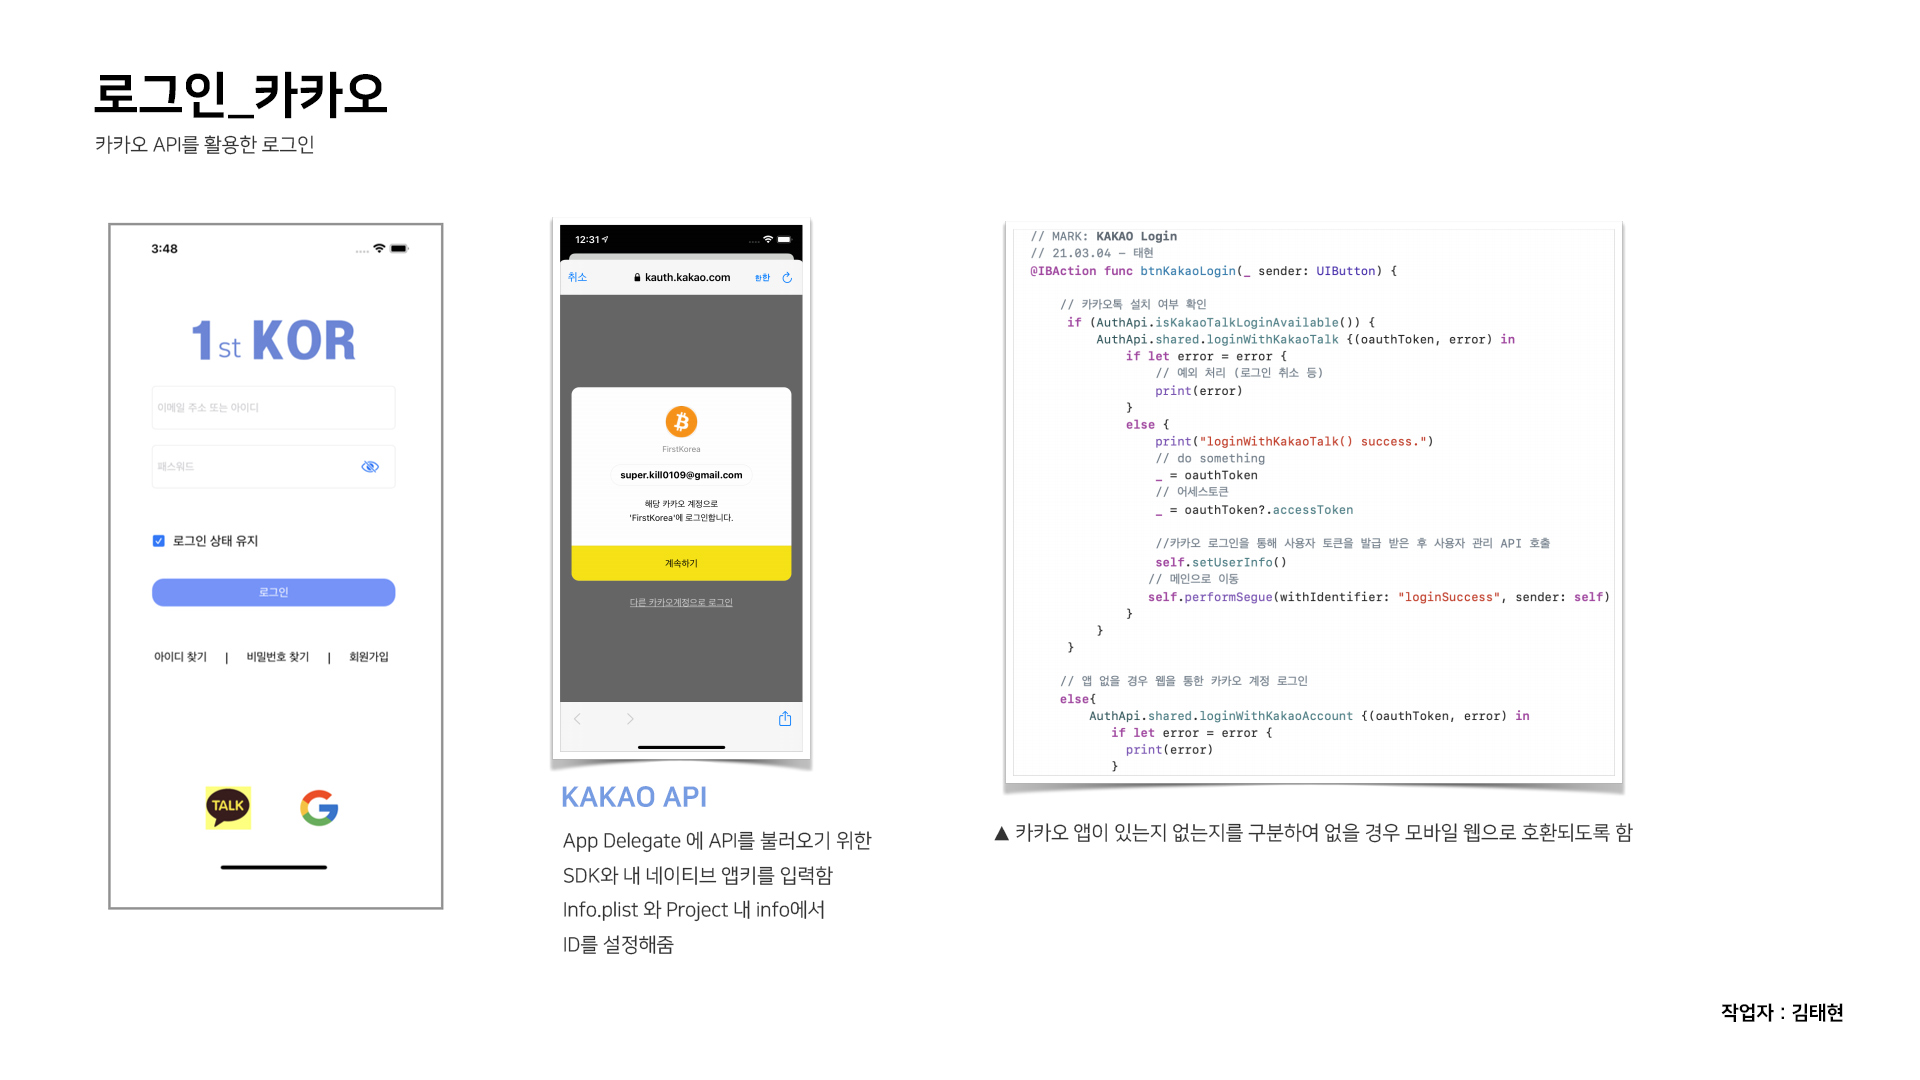 로그인_카카오
카카오 API를 활용한 로그인
3:48
1st KOR
이메일 주소 또는 아이디
패스워드
로그인 상태 유지
로그인
아이디 찾기 | 비밀번호 찾기 | 회원가입
TALK
G
12:31
취소 kauth.kakao.com
FirstKorea
super.kill0109@gmail.com
해당 카카오 계정으로
'FirstKorea'에 로그인합니다.
계속하기
다른 카카오계정으로 로그인
KAKAO API
App Delegate 에 API를 불러오기 위한
SDK와 내 네이티브 앱키를 입력함
Info.plist 와 Project 내 info에서
ID를 설정해줌
// MARK: KAKAO Login
// 21.03.04 - 태현
@IBAction func btnKakaoLogin(_ sender: UIButton) {
// 카카오톡 설치 여부 확인
if (AuthApi.isKakaoTalkLoginAvailable()) {
AuthApi.shared.loginWithKakaoTalk {(oauthToken, error) in
if let error = error {
// 예외 처리 (로그인 취소 등)
print(error)
}
else {
print("loginWithKakaoTalk() success.")
// do something
_ = oauthToken
// 어세스토큰
_ = oauthToken?.accessToken
//카카오 로그인을 통해 사용자 토큰을 발급 받은 후 사용자 관리 API 호출
self.setUserInfo()
// 메인으로 이동
self.performSegue(withIdentifier: "loginSuccess", sender: self)
}
}
}
// 앱 없을 경우 웹을 통한 카카오 계정 로그인
else{
AuthApi.shared.loginWithKakaoAccount {(oauthToken, error) in
if let error = error {
print(error)
}
▲ 카카오 앱이 있는지 없는지를 구분하여 없을 경우 모바일 웹으로 호환되도록 함
작업자 : 김태현